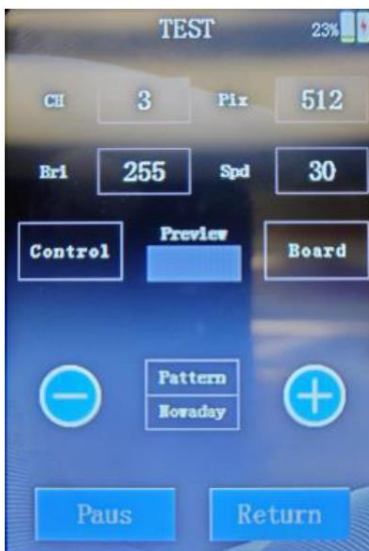 TEST 23%
CH 3 Pix 512
Bri 255 Spd 30
Control Preview Board
Pattern
Nowaday
Paus Return